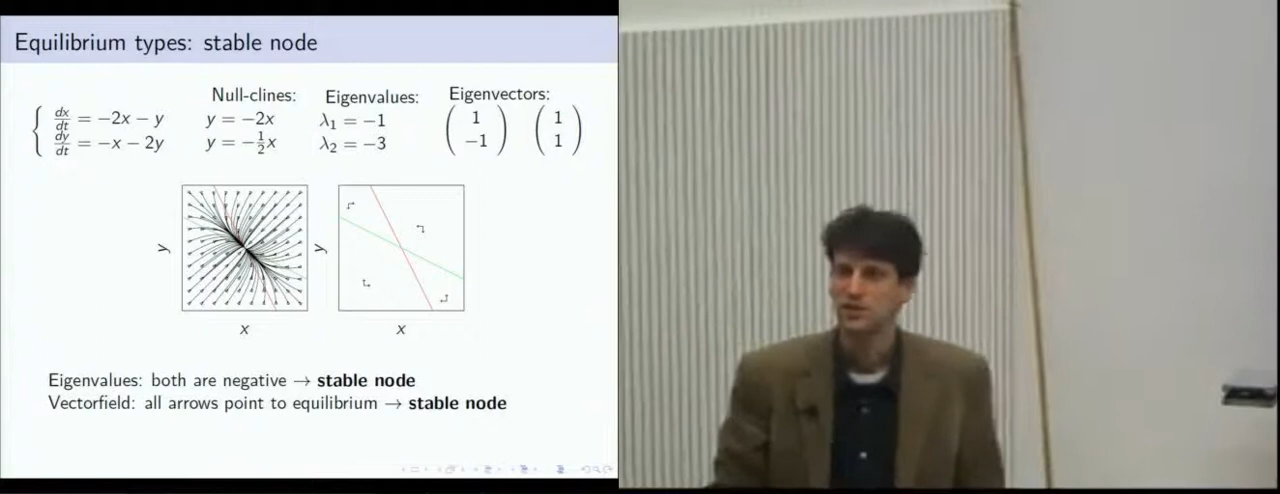 Equilibrium types: stable node
Null-clines: Eigenvalues: Eigenvectors:
dx/dt = −2x − y y = −2x λ₁ = −1 ( 1 −1 ) ( 1 1 )
dy/dt = −x − 2y y = −½x λ₂ = −3
y y
x x
Eigenvalues: both are negative → stable node
Vectorfield: all arrows point to equilibrium → stable node